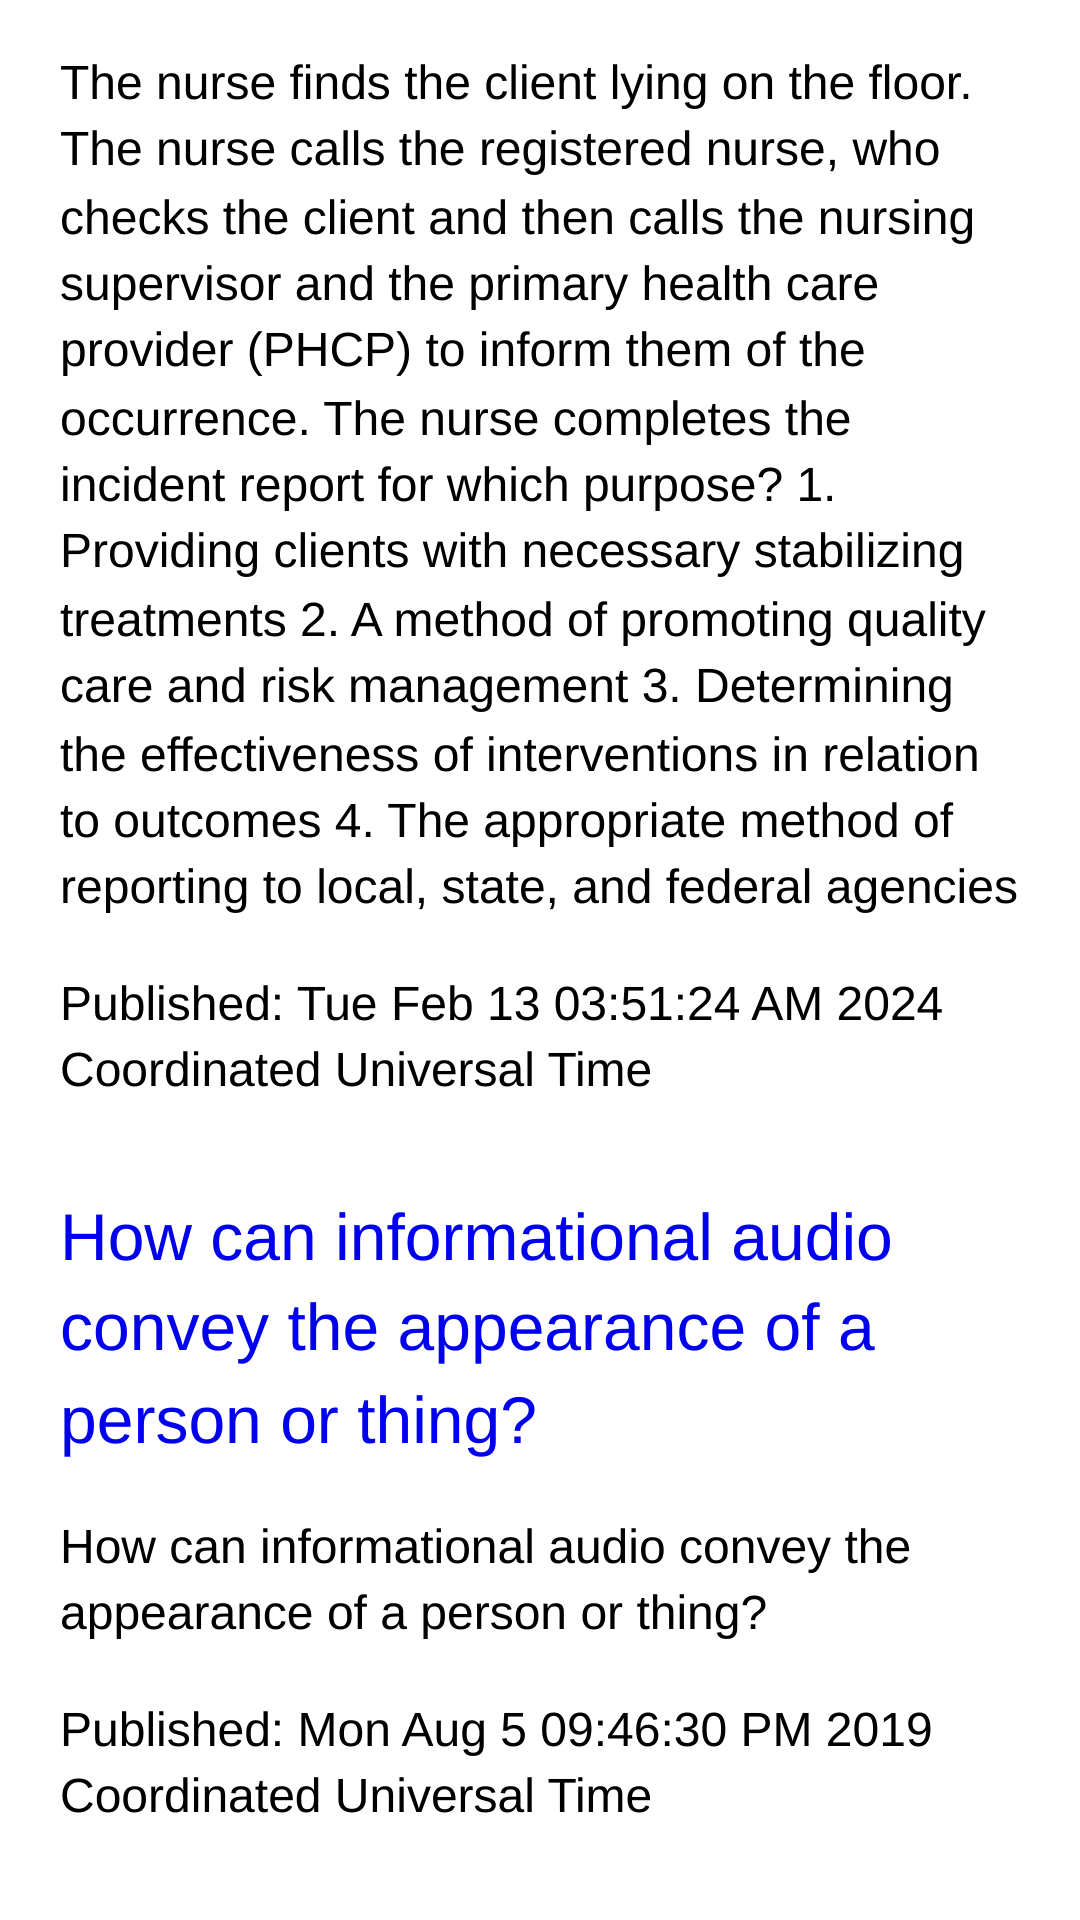 The nurse finds the client lying on the floor.
The nurse calls the registered nurse, who
checks the client and then calls the nursing
supervisor and the primary health care
provider (PHCP) to inform them of the
occurrence. The nurse completes the
incident report for which purpose? 1.
Providing clients with necessary stabilizing
treatments 2. A method of promoting quality
care and risk management 3. Determining
the effectiveness of interventions in relation
to outcomes 4. The appropriate method of
reporting to local, state, and federal agencies
Published: Tue Feb 13 03:51:24 AM 2024
Coordinated Universal Time
How can informational audio
convey the appearance of a
person or thing?
How can informational audio convey the
appearance of a person or thing?
Published: Mon Aug 5 09:46:30 PM 2019
Coordinated Universal Time